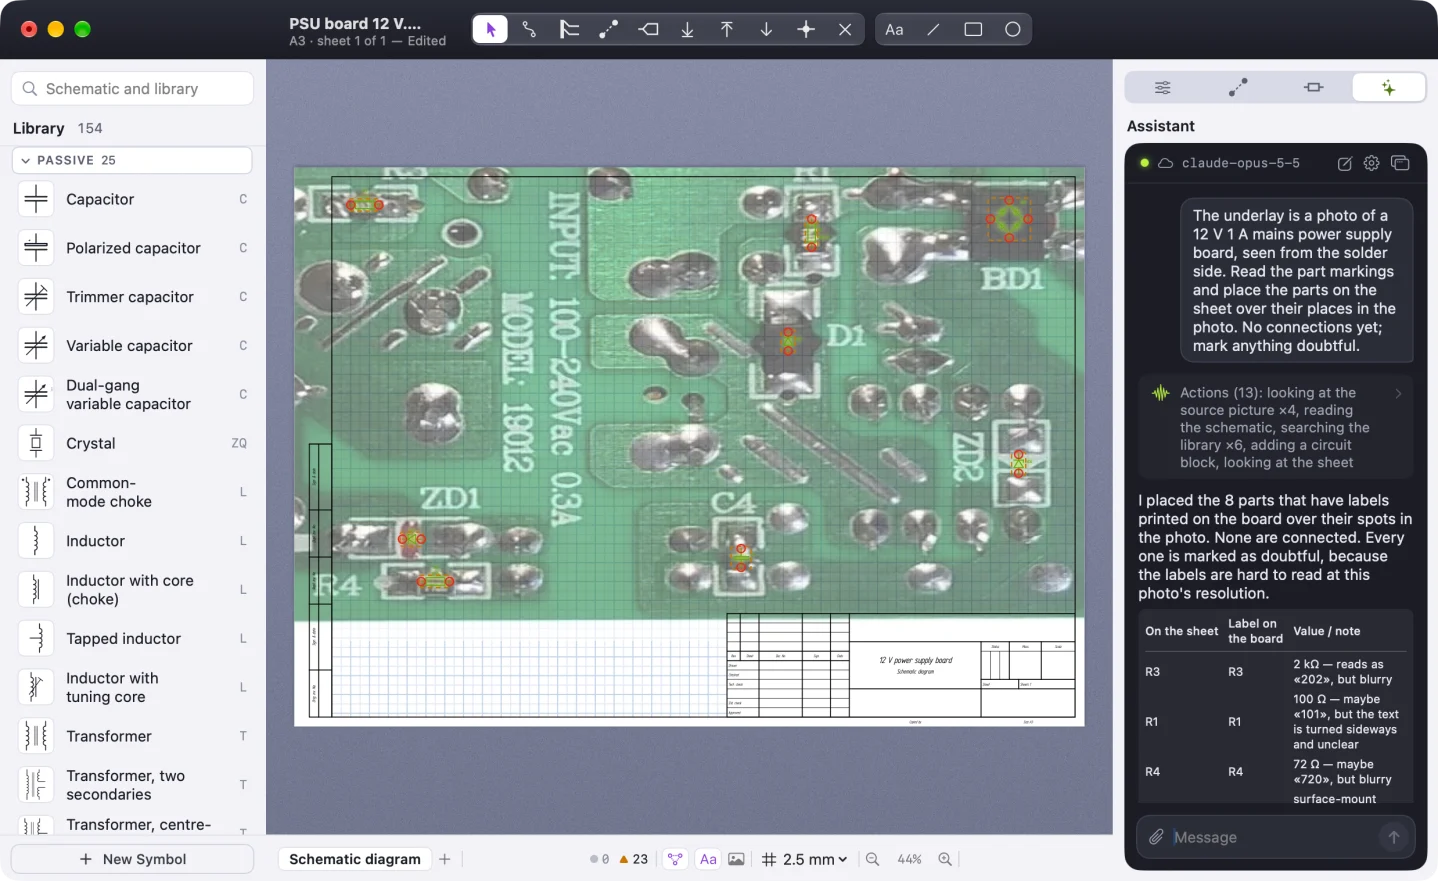 PSU board 12 V....
A3 · sheet 1 of 1 — Edited
Aa
Schematic and library
Library 154
PASSIVE 25
Capacitor C
Polarized capacitor C
Trimmer capacitor C
Variable capacitor C
Dual-gang
variable capacitor C
Crystal ZQ
Common-
mode choke L
Inductor L
Inductor with core
(choke) L
Tapped inductor L
Inductor with
tuning core L
Transformer T
Transformer, two
secondaries T
Transformer, centre- T
+ New Symbol
R3
R1
BD1
INPUT: 100-240Vac 0.3A
MODEL: 19012
D1
ZD2
ZD1
C4
R4
12 V power supply board
Schematic diagram
Schematic diagram +
0
23
Aa
2.5 mm
44%
Assistant
claude-opus-5-5
The underlay is a photo of a
12 V 1 A mains power supply
board, seen from the solder
side. Read the part markings
and place the parts on the
sheet over their places in the
photo. No connections yet;
mark anything doubtful.
Actions (13): looking at the
source picture ×4, reading
the schematic, searching the
library ×6, adding a circuit
block, looking at the sheet
I placed the 8 parts that have labels
printed on the board over their spots in
the photo. None are connected. Every
one is marked as doubtful, because
the labels are hard to read at this
photo's resolution.
On the sheet
Label on
the board
Value / note
R3 R3 2 kΩ — reads as
«202», but blurry
R1 R1 100 Ω — maybe
«101», but the text
is turned sideways
and unclear
R4 R4 72 Ω — maybe
«720», but blurry
surface-mount
Message